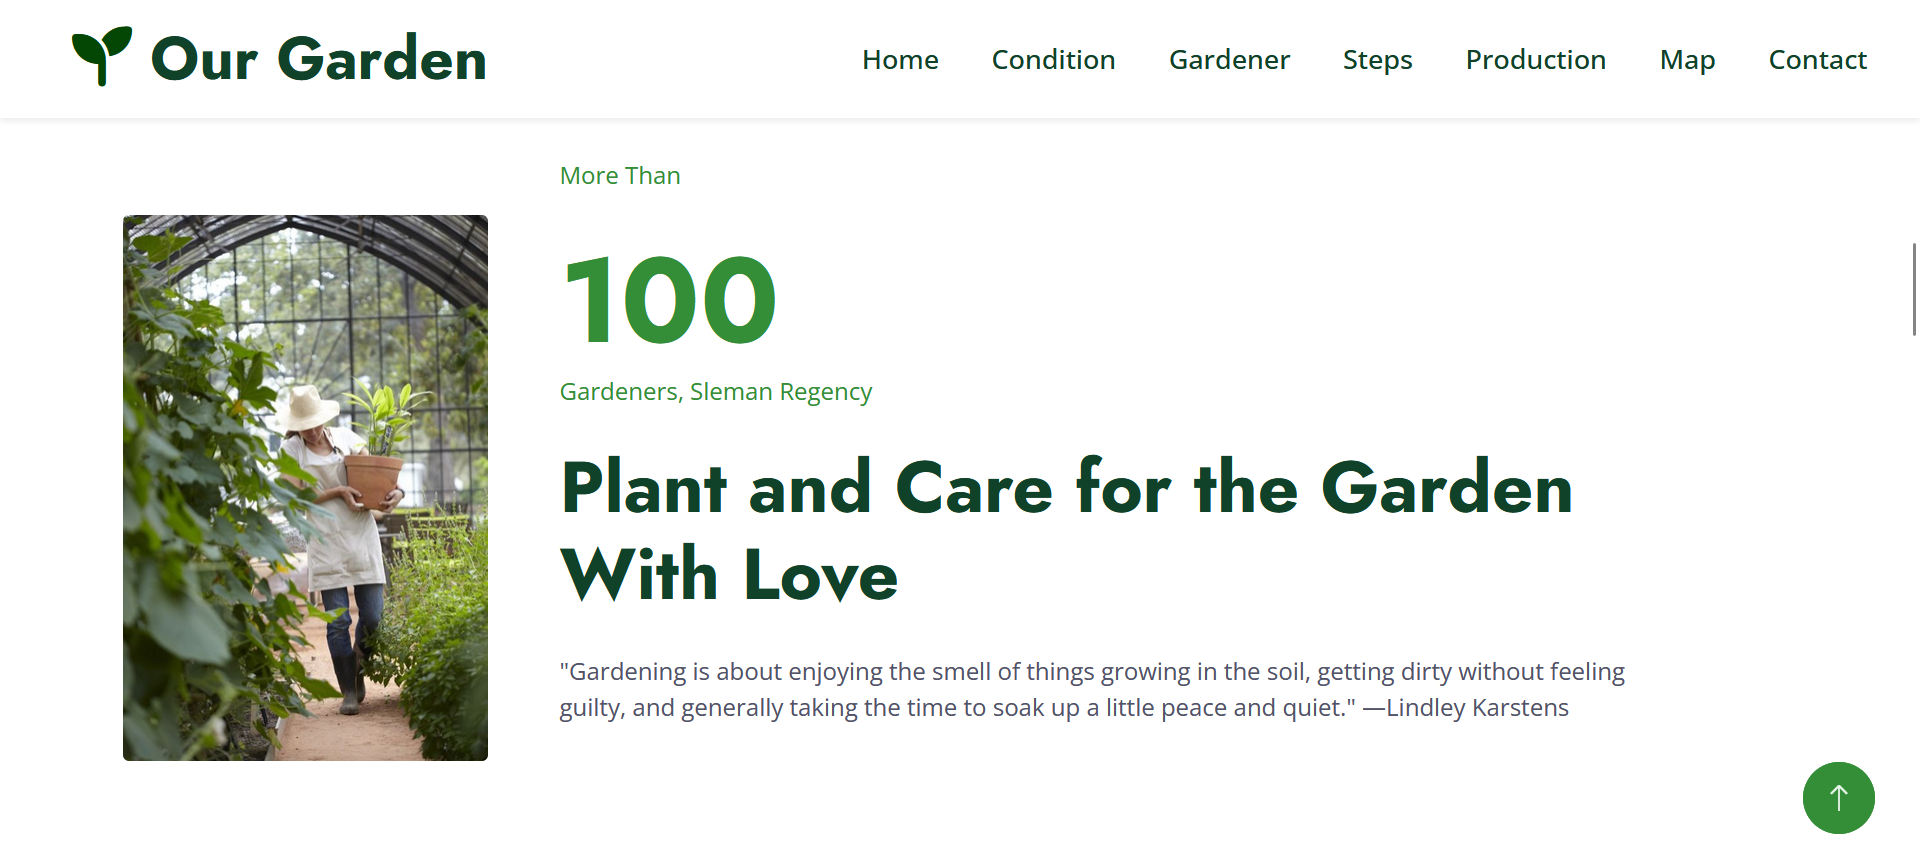 Our Garden
Home Condition Gardener Steps Production Map Contact
More Than
100
Gardeners, Sleman Regency
Plant and Care for the Garden
With Love
"Gardening is about enjoying the smell of things growing in the soil, getting dirty without feeling
guilty, and generally taking the time to soak up a little peace and quiet." —Lindley Karstens